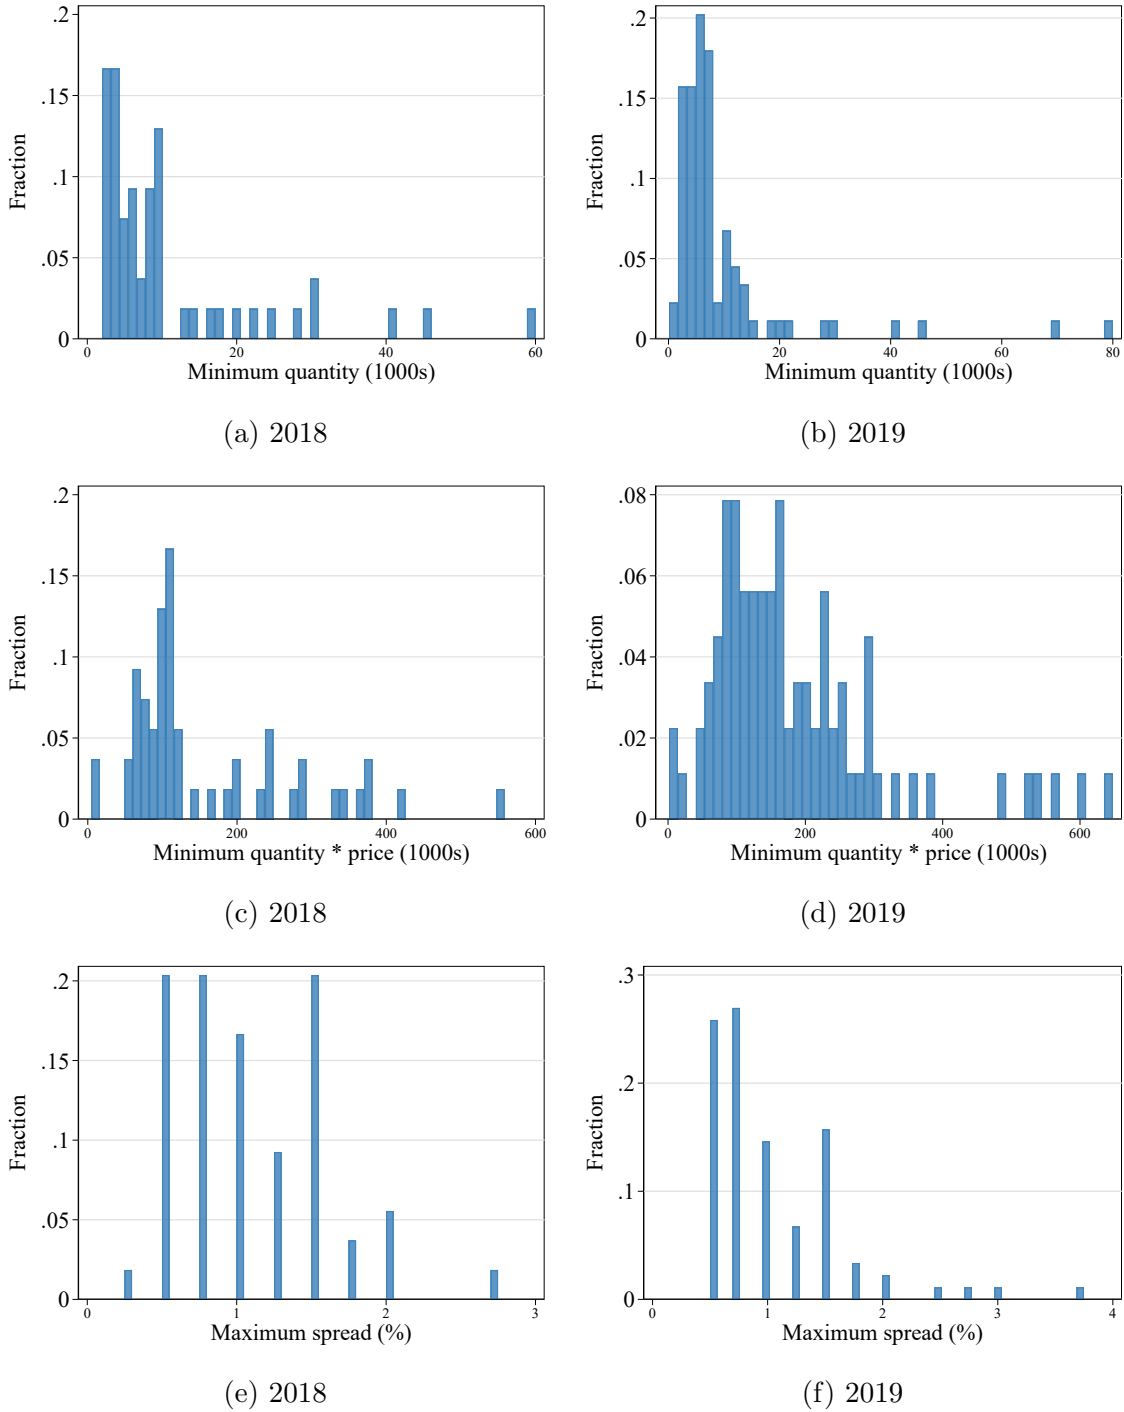 .2
.15
.1
.05
0
Fraction
0 20 40 60
Minimum quantity (1000s)
(a) 2018
.2
.15
.1
.05
0
Fraction
0 20 40 60 80
Minimum quantity (1000s)
(b) 2019
.2
.15
.1
.05
0
Fraction
0 200 400 600
Minimum quantity * price (1000s)
(c) 2018
.08
.06
.04
.02
0
Fraction
0 200 400 600
Minimum quantity * price (1000s)
(d) 2019
.2
.15
.1
.05
0
Fraction
0 1 2 3
Maximum spread (%)
(e) 2018
.3
.2
.1
0
Fraction
0 1 2 3 4
Maximum spread (%)
(f) 2019